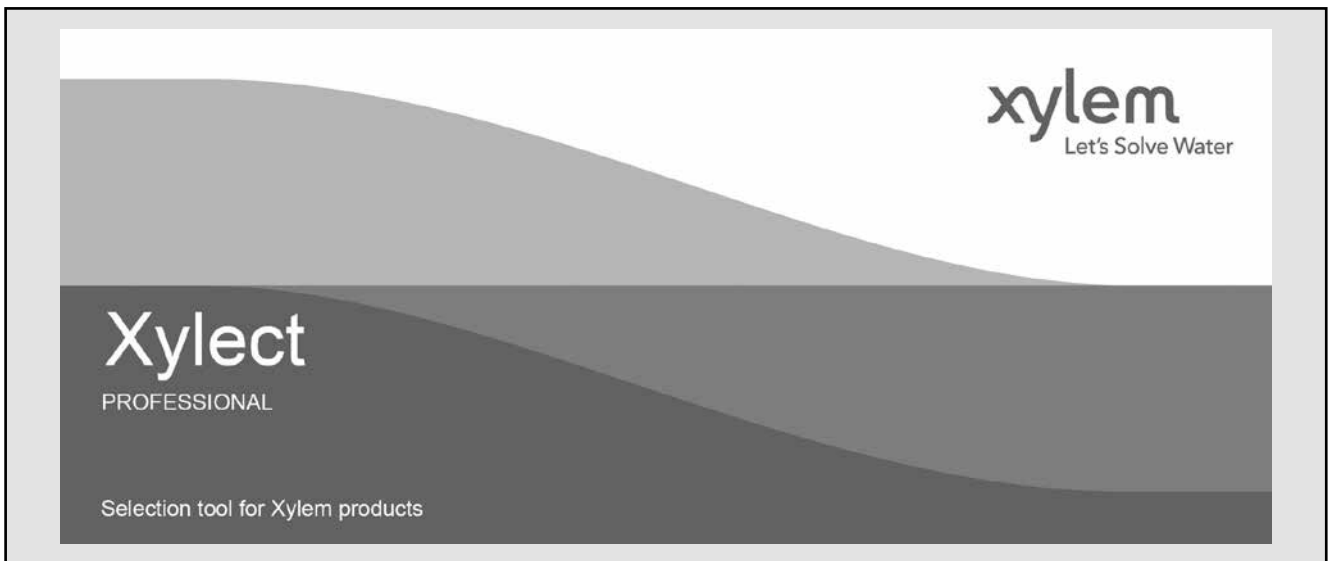 xylem
Let's Solve Water
Xylect
PROFESSIONAL
Selection tool for Xylem products